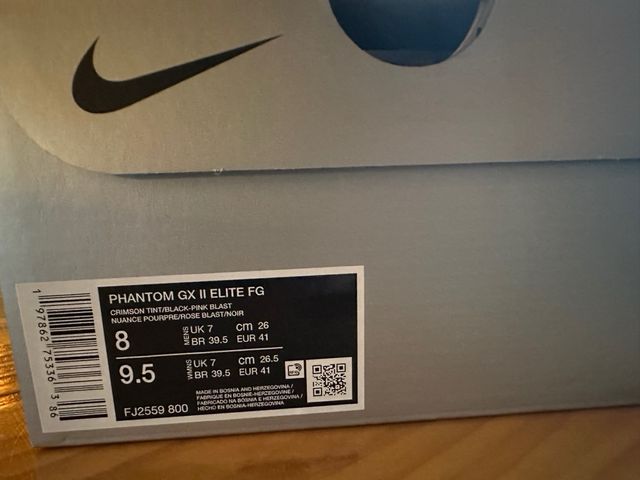 PHANTOM GX II ELITE FG
CRIMSON TINT/BLACK-PINK BLAST
NUANCE POURPRE/ROSE BLAST/NOIR
8 MENS UK 7 cm 26
BR 39.5 EUR 41
9.5 WMNS UK 7 cm 26.5
BR 39.5 EUR 41
MADE IN BOSNIA AND HERZEGOVINA /
FABRIQUÉ EN BOSNIE-HERZÉGOVINE /
FABRICADO NA BÓSNIA E HERZEGOVINA /
HECHO EN BOSNIA-HERZEGOVINA
FJ2559 800
1 97862 75336 3 86